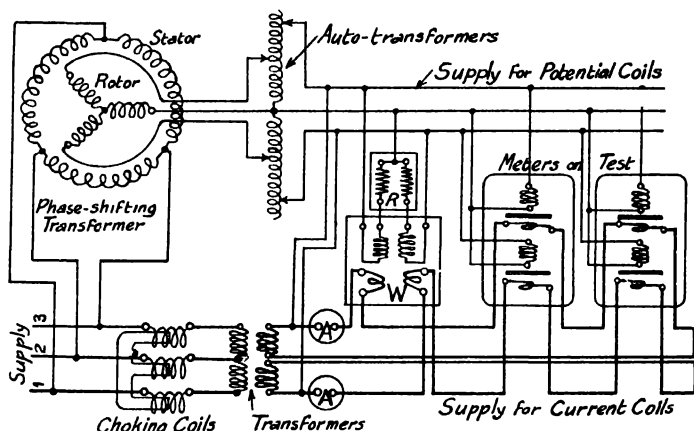 Stator
Auto-transformers
Rotor
Supply for Potential Coils
Meters on Test
R
Phase-shifting
Transformer
W
Supply
3
2
1
A
A
Choking Coils
Transformers
Supply for Current Coils